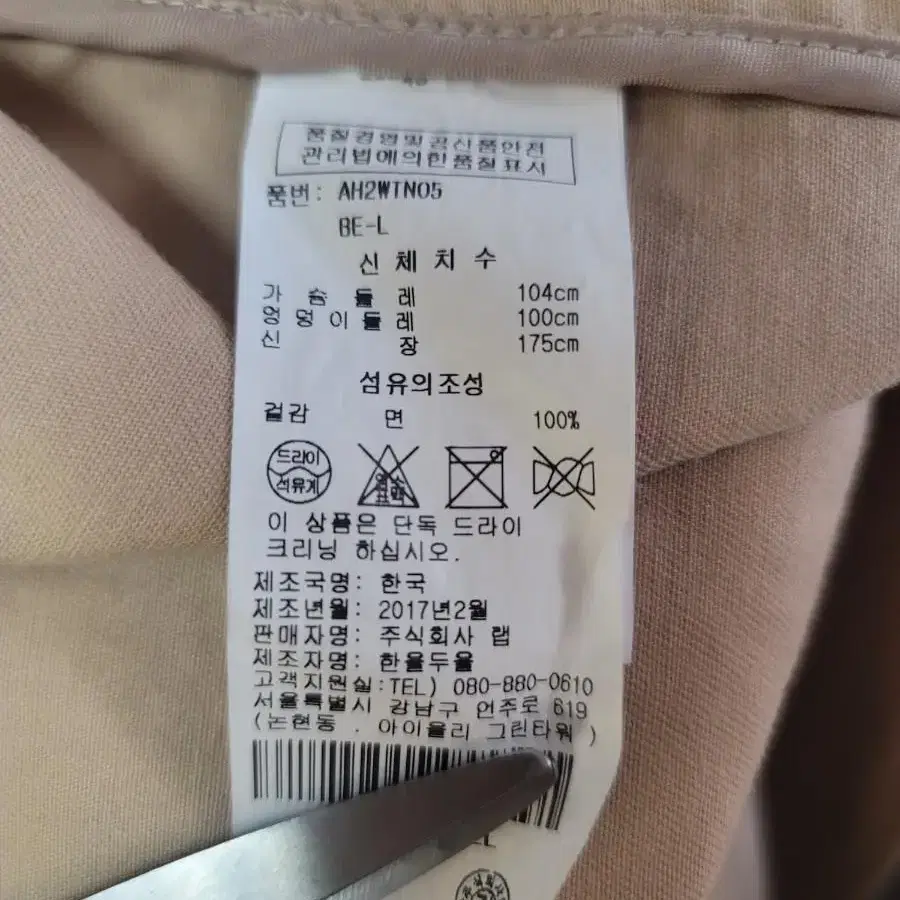 품질경영및공산품안전
관리법에의한품질표시
품번: AH2WTN05
BE-L
신체치수
가슴둘레 104cm
엉덩이둘레 100cm
신장 175cm
섬유의조성
겉감 면 100%
드라이
석유계
이 상품은 단독 드라이
크리닝 하십시오.
제조국명: 한국
제조년월: 2017년2월
판매자명: 주식회사 랩
제조자명: 한율두율
고객지원실:TEL) 080-880-0610
서울특별시 강남구 언주로 619
(논현동 . 아이올리 그린타워 )